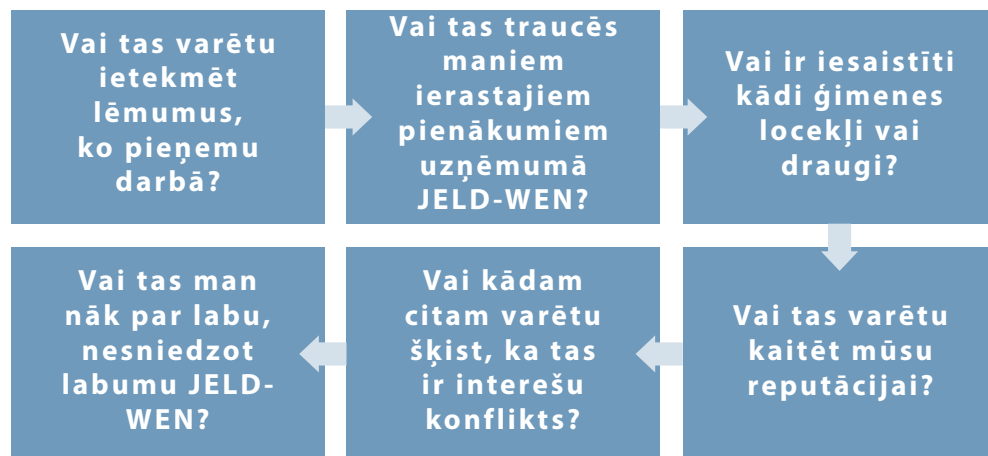 Vai tas varētu
ietekmēt
lēmumus,
ko pieņemu
darbā?
Vai tas traucēs
maniem
ierastajiem
pienākumiem
uzņēmumā
JELD-WEN?
Vai ir iesaistīti
kādi ģimenes
locekļi vai
draugi?
Vai tas varētu
kaitēt mūsu
reputācijai?
Vai kādam
citam varētu
šķist, ka tas
ir interešu
konflikts?
Vai tas man
nāk par labu,
nesniedzot
labumu JELD-
WEN?